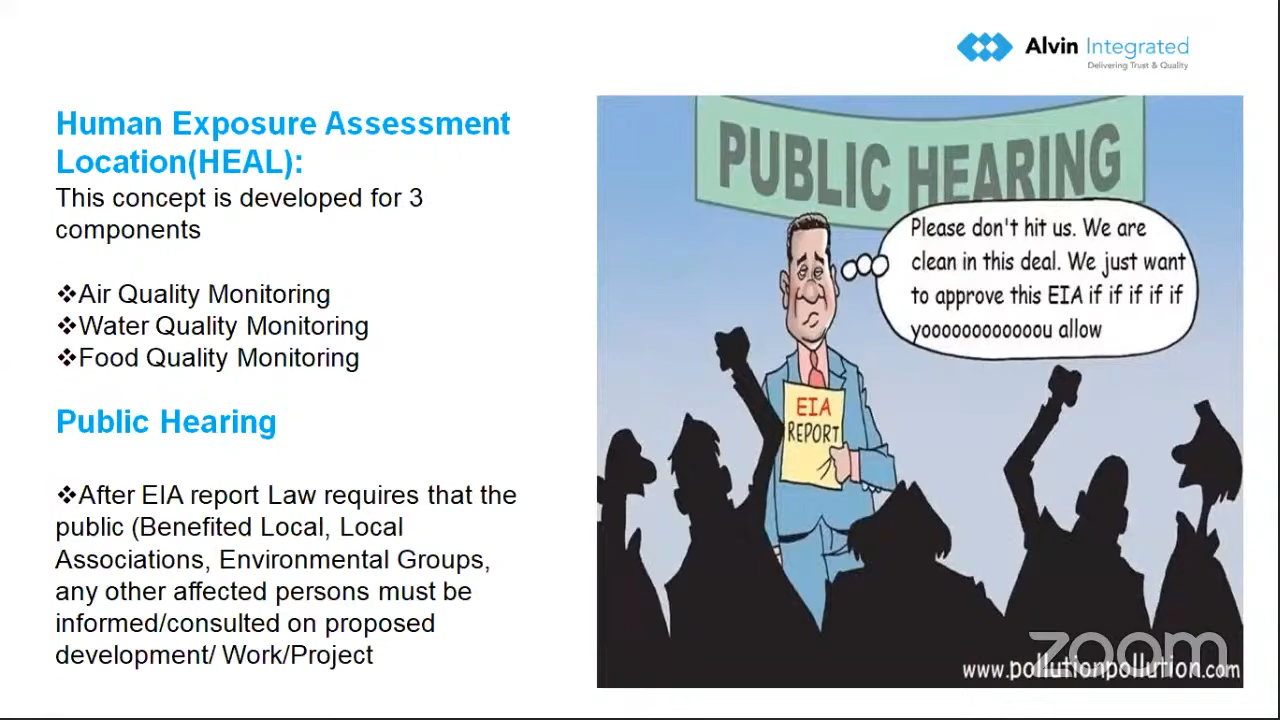 Alvin Integrated
Delivering Trust & Quality
Human Exposure Assessment
Location(HEAL):
This concept is developed for 3
components
❖Air Quality Monitoring
❖Water Quality Monitoring
❖Food Quality Monitoring
Public Hearing
❖After EIA report Law requires that the
public (Benefited Local, Local
Associations, Environmental Groups,
any other affected persons must be
informed/consulted on proposed
development/ Work/Project
PUBLIC HEARING
Please don't hit us. We are
clean in this deal. We just want
to approve this EIA if if if if if
yoooooooooooou allow
EIA
REPORT
zoom
www.pollutionpollution.com